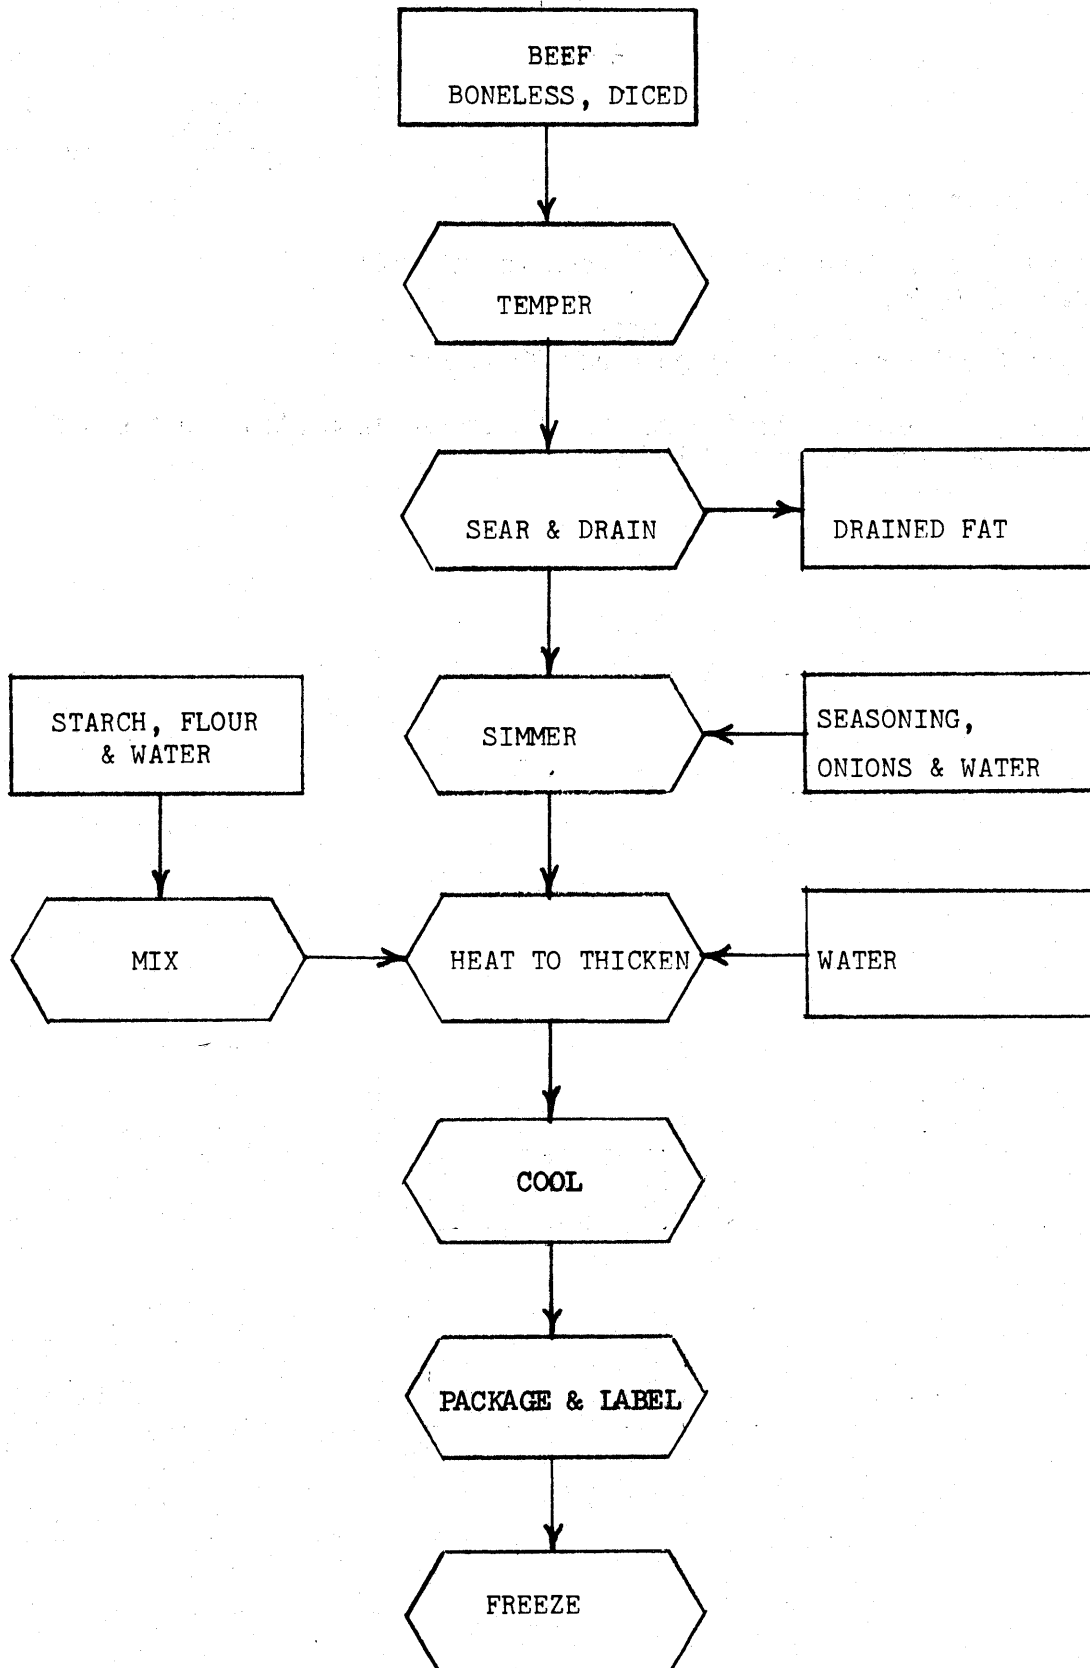 BEEF
BONELESS, DICED
TEMPER
SEAR & DRAIN
DRAINED FAT
STARCH, FLOUR
& WATER
SIMMER
SEASONING,
ONIONS & WATER
MIX
HEAT TO THICKEN
WATER
COOL
PACKAGE & LABEL
FREEZE